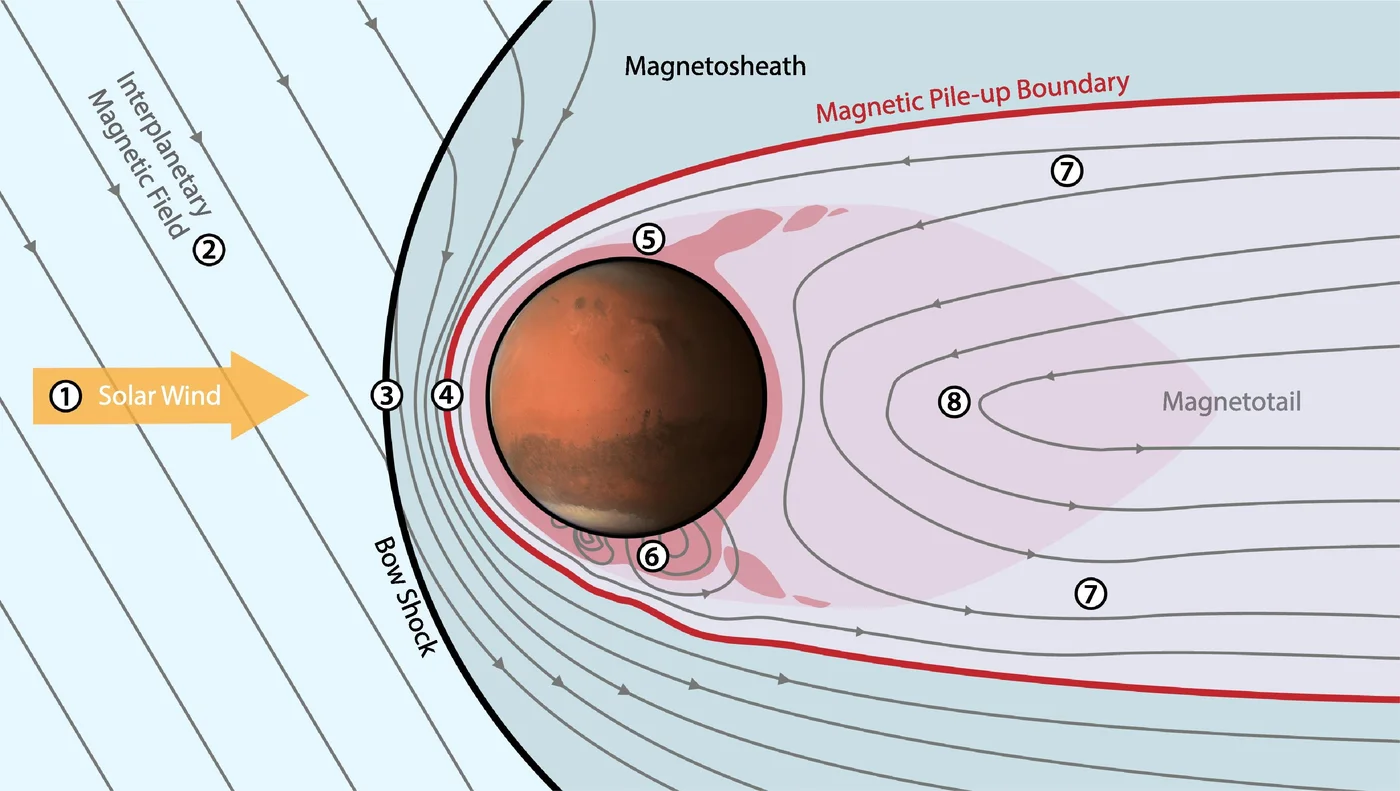 Magnetosheath
Magnetic Pile-up Boundary
Interplanetary
Magnetic Field
2
7
5
1 Solar Wind
3
4
8
Magnetotail
Bow Shock
6
7